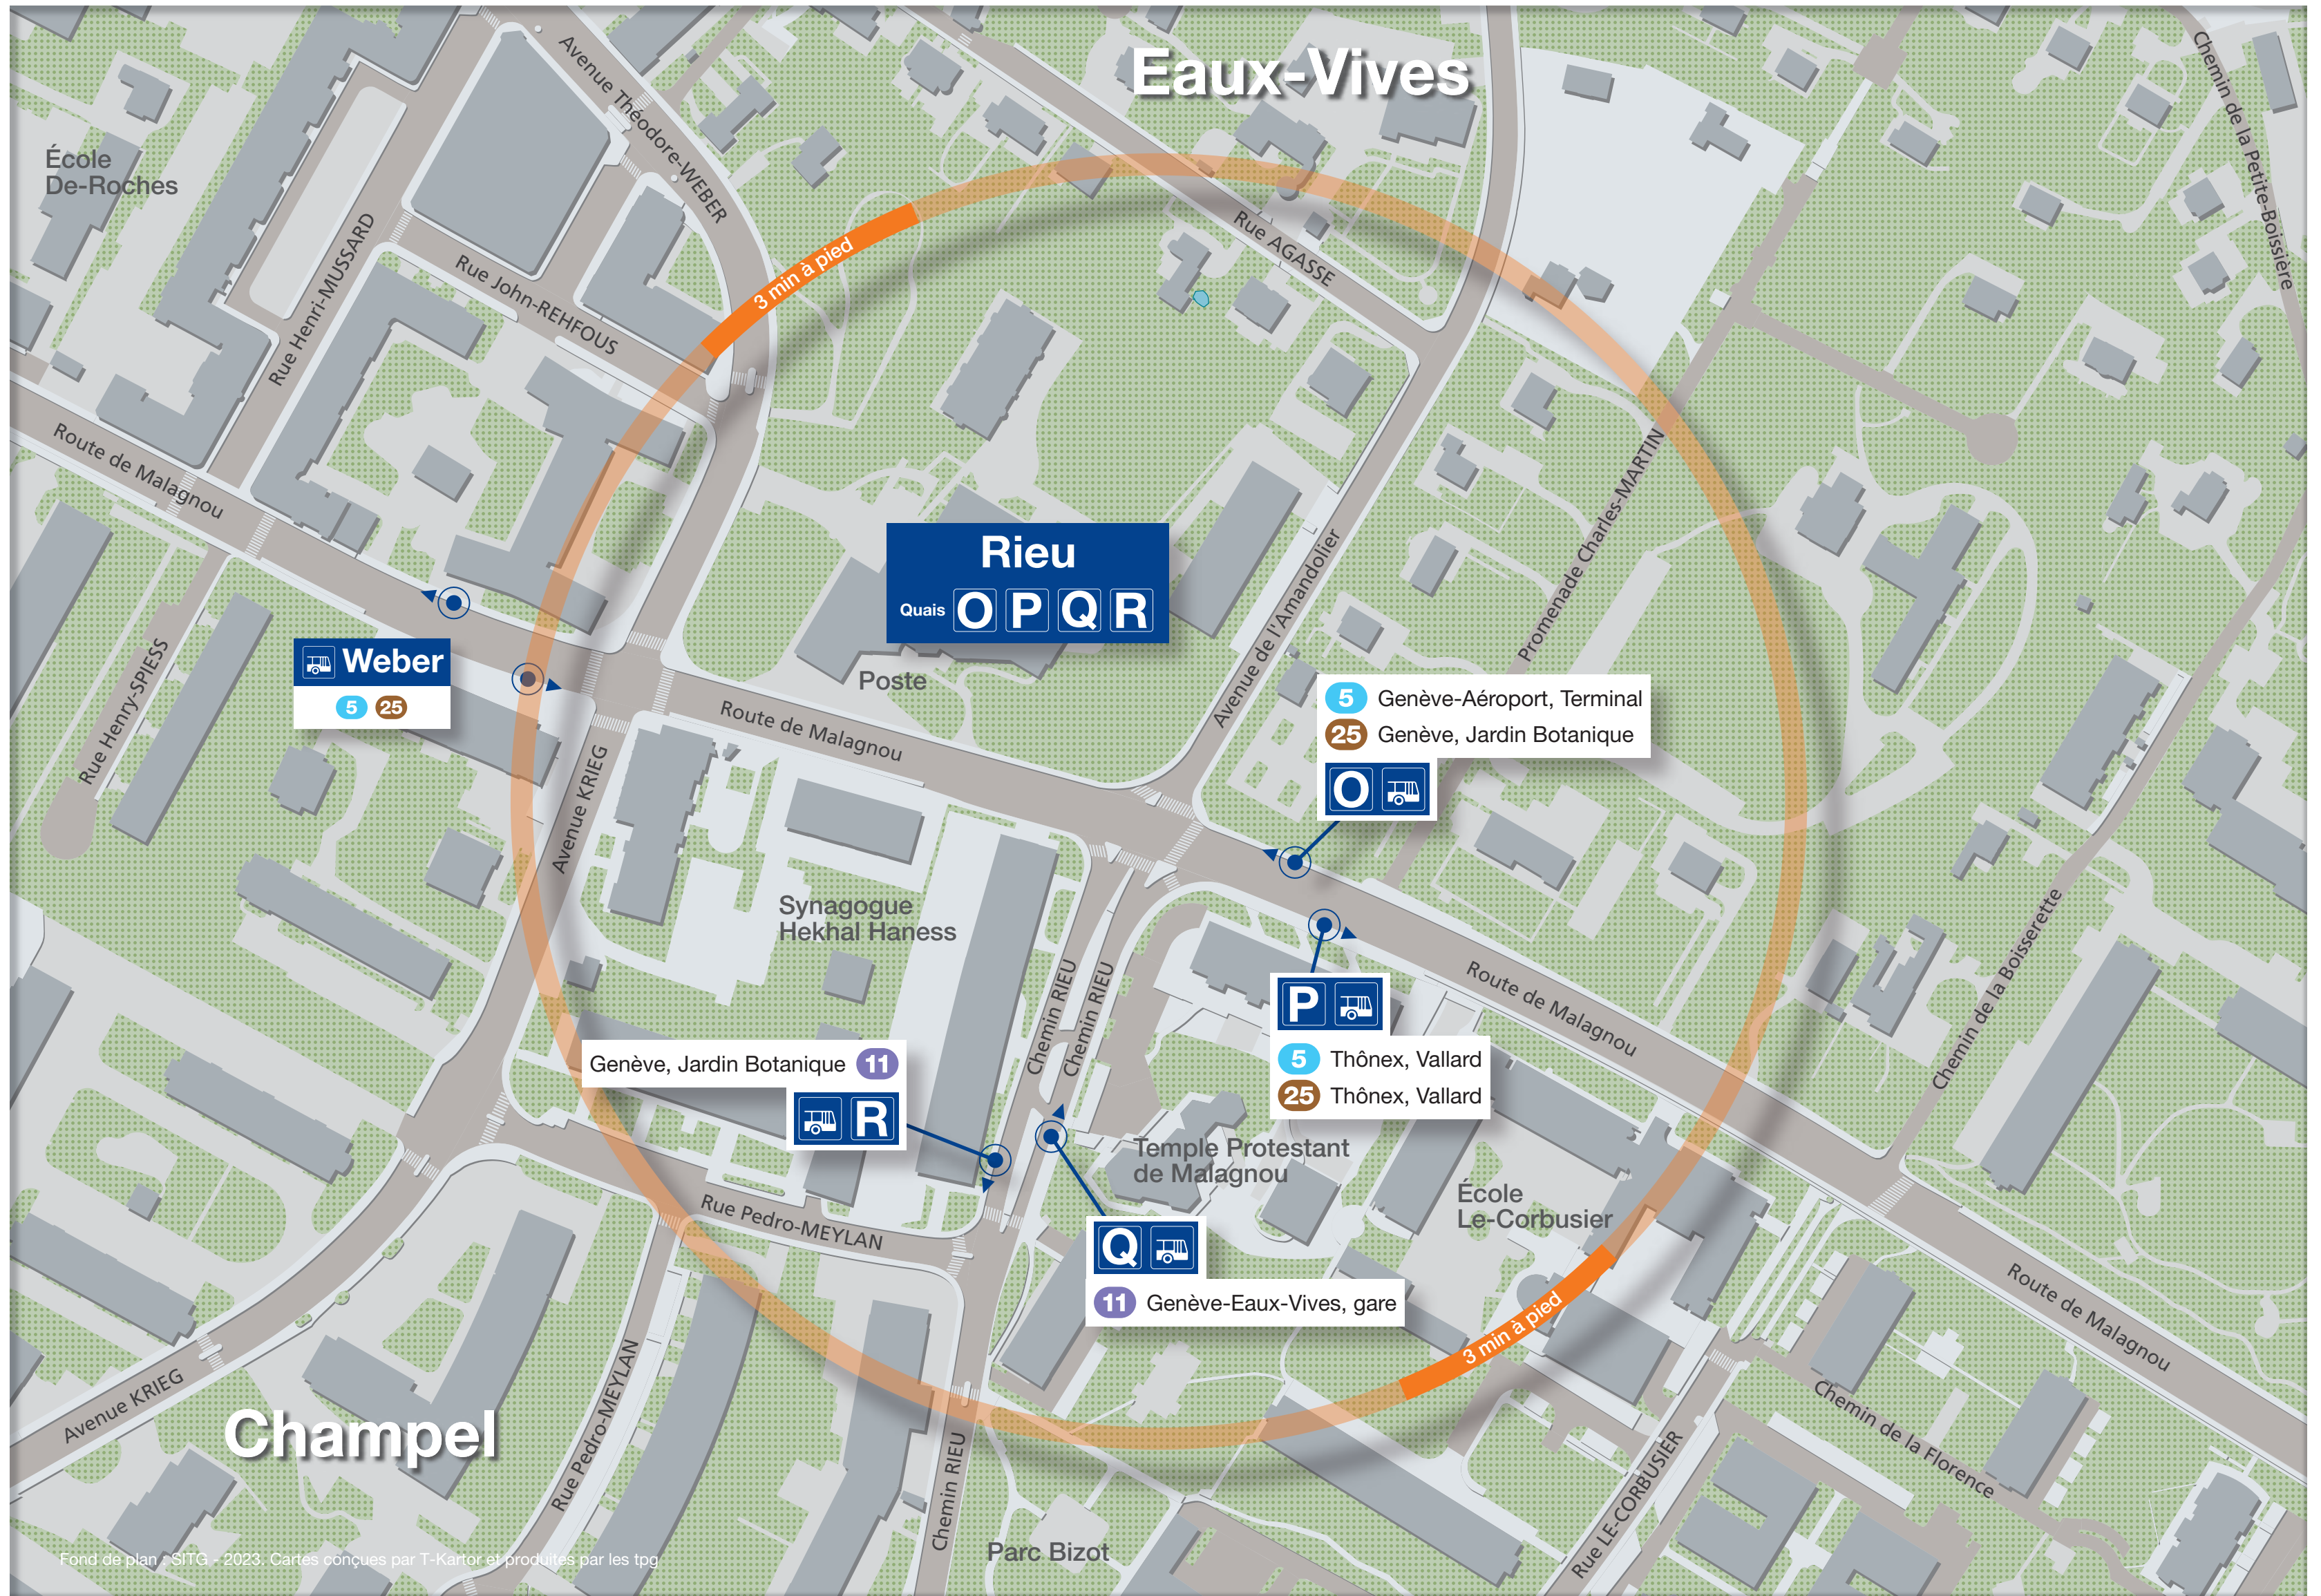 Eaux-Vives
Avenue Théodore-WEBER
Chemin de la Petite-Boissière
École
De-Roches
Rue Henri-MUSSARD
Rue John-REHFOUS
3 min à pied
Rue AGASSE
Route de Malagnou
Promenade Charles-MARTIN
Rieu
Quais O P Q R
Avenue de l'Amandolier
Weber
5 25
Rue Henry-SPIESS
Poste
Route de Malagnou
Avenue KRIEG
5 Genève-Aéroport, Terminal
25 Genève, Jardin Botanique
O
Synagogue
Hekhal Haness
Chemin RIEU
Chemin RIEU
Route de Malagnou
Chemin de la Boisserette
P
5 Thônex, Vallard
25 Thônex, Vallard
Genève, Jardin Botanique 11
R
Temple Protestant
de Malagnou
École
Le-Corbusier
Rue Pedro-MEYLAN
Q
11 Genève-Eaux-Vives, gare
3 min à pied
Route de Malagnou
Avenue KRIEG
Champel
Rue Pedro-MEYLAN
Chemin RIEU
Chemin de la Florence
Rue LE-CORBUSIER
Parc Bizot
Fond de plan : SITG - 2023. Cartes conçues par T-Kartor et produites par les tpg